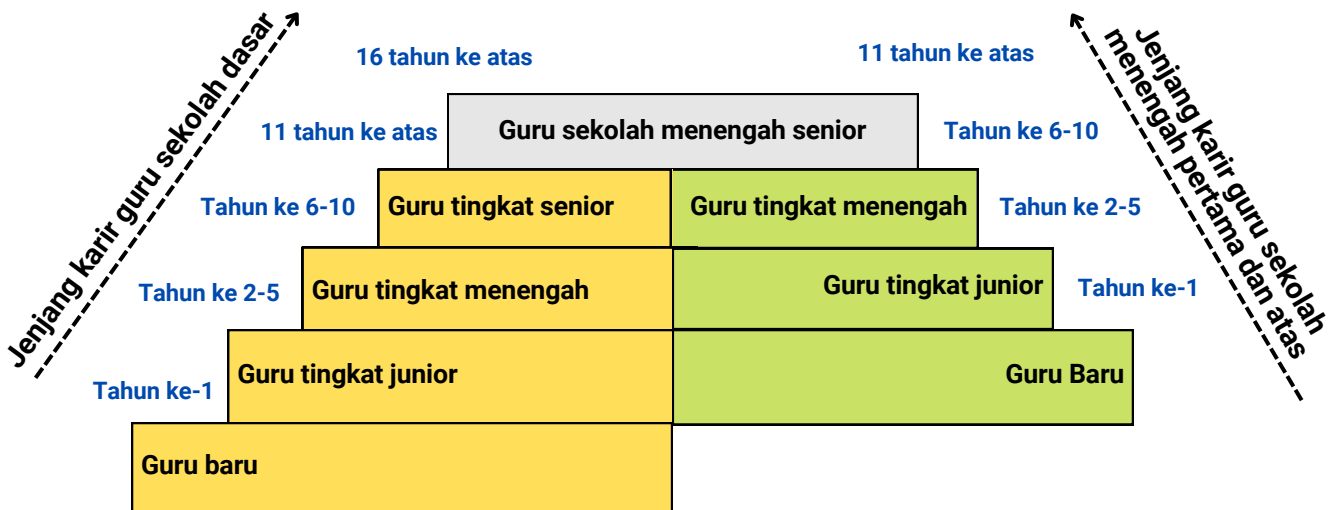 Jenjang karir guru sekolah dasar
16 tahun ke atas
11 tahun ke atas
Jenjang karir guru sekolah
menengah pertama dan atas
11 tahun ke atas
Guru sekolah menengah senior
Tahun ke 6-10
Tahun ke 6-10
Guru tingkat senior
Guru tingkat menengah
Tahun ke 2-5
Tahun ke 2-5
Guru tingkat menengah
Guru tingkat junior
Tahun ke-1
Tahun ke-1
Guru tingkat junior
Guru Baru
Guru baru